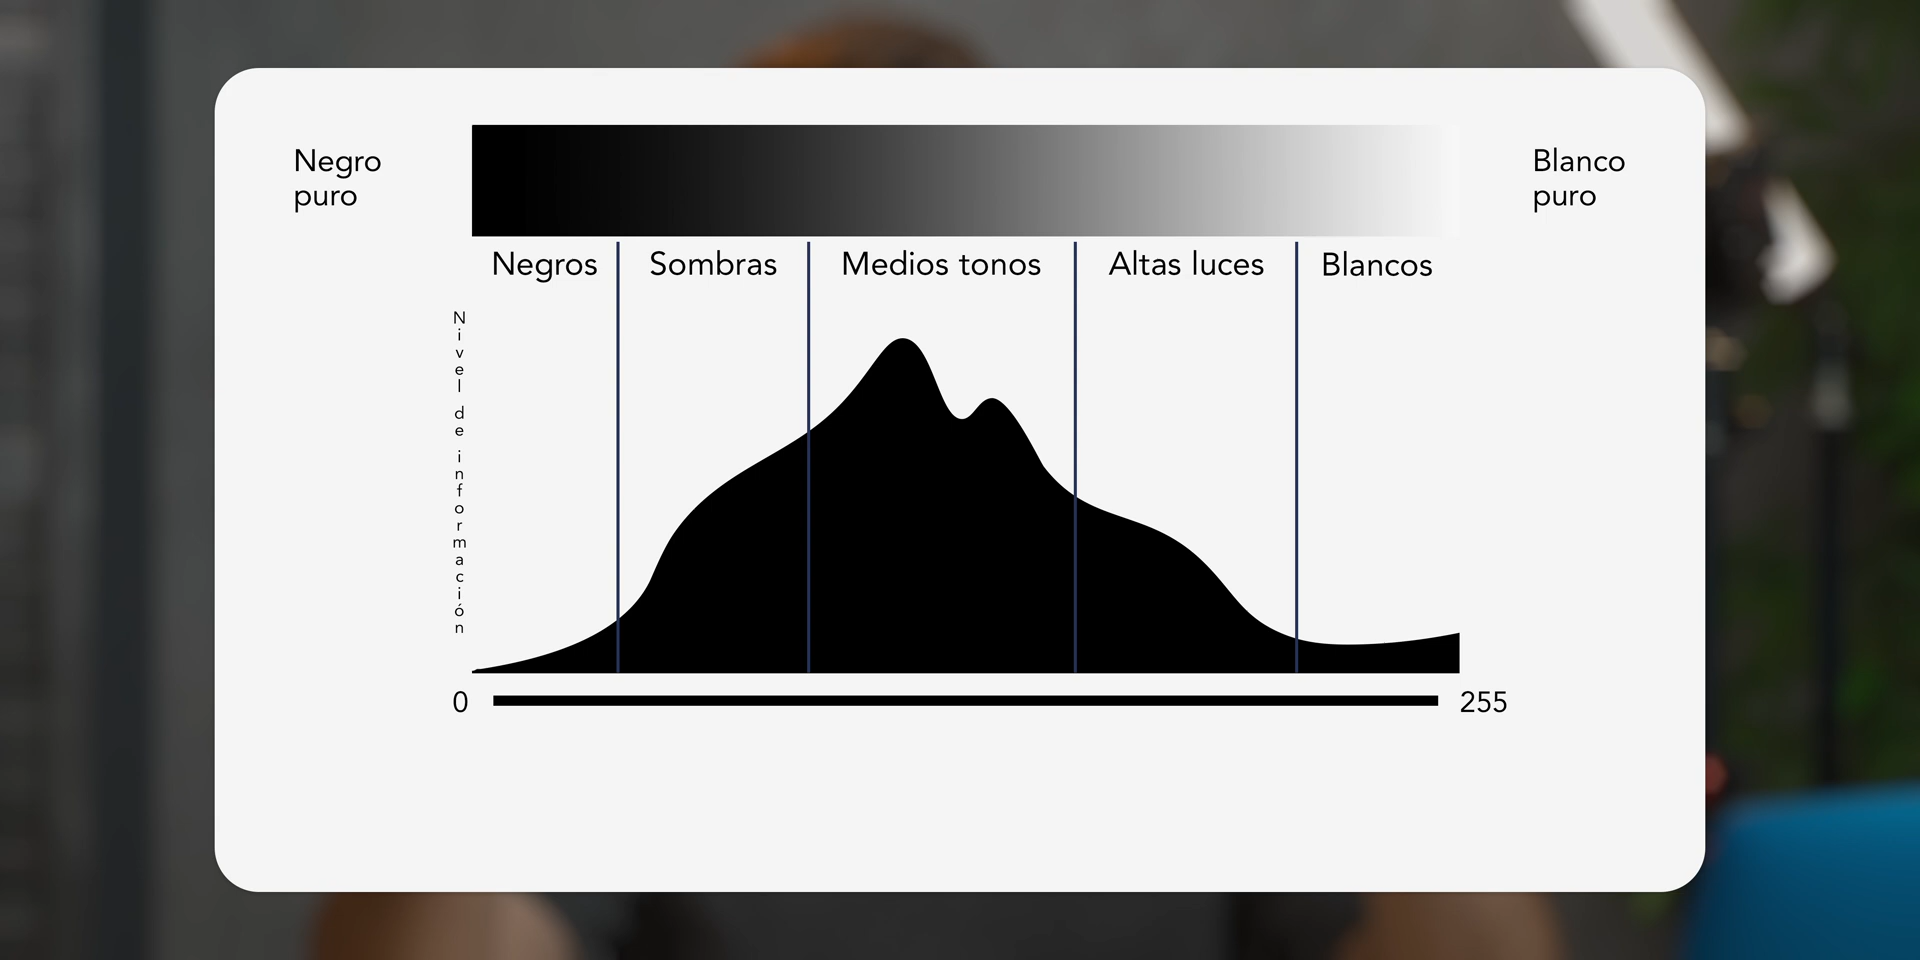 Negro
puro
Blanco
puro
Negros
Sombras
Medios tonos
Altas luces
Blancos
Nivel de información
0
255